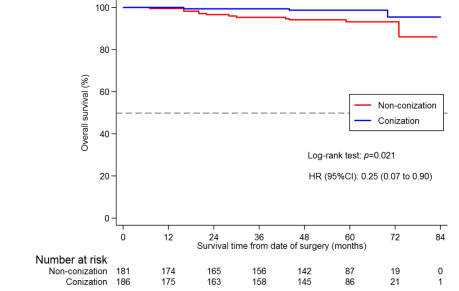 100
80
60
40
20
0
Overall survival (%)
Non-conization
Conization
Log-rank test: p=0.021
HR (95%CI): 0.25 (0.07 to 0.90)
0 12 24 36 48 60 72 84
Survival time from date of surgery (months)
Number at risk
Non-conization 181 174 165 156 142 87 19 0
Conization 186 175 163 158 145 86 21 1